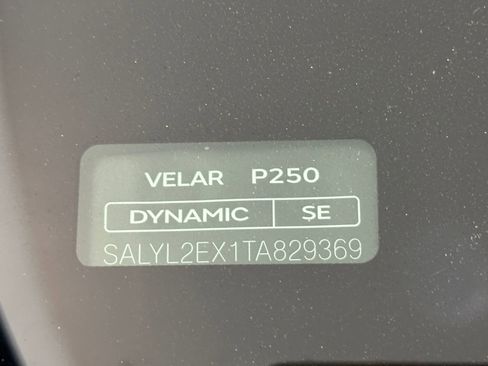 VELAR P250
DYNAMIC SE
SALYL2EX1TA829369